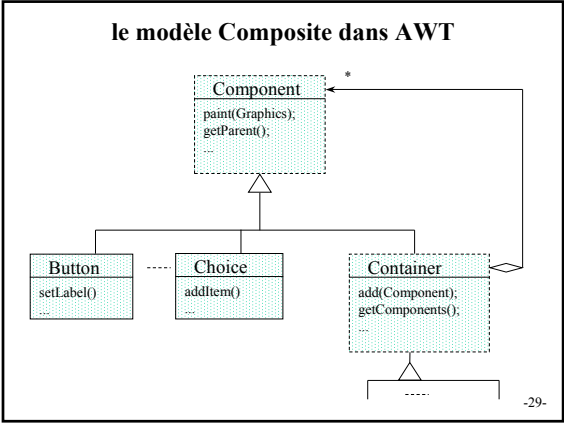 le modèle Composite dans AWT
*
Component
paint(Graphics);
getParent();
...
Button
setLabel()
...
Choice
addItem()
...
Container
add(Component);
getComponents();
...
-29-